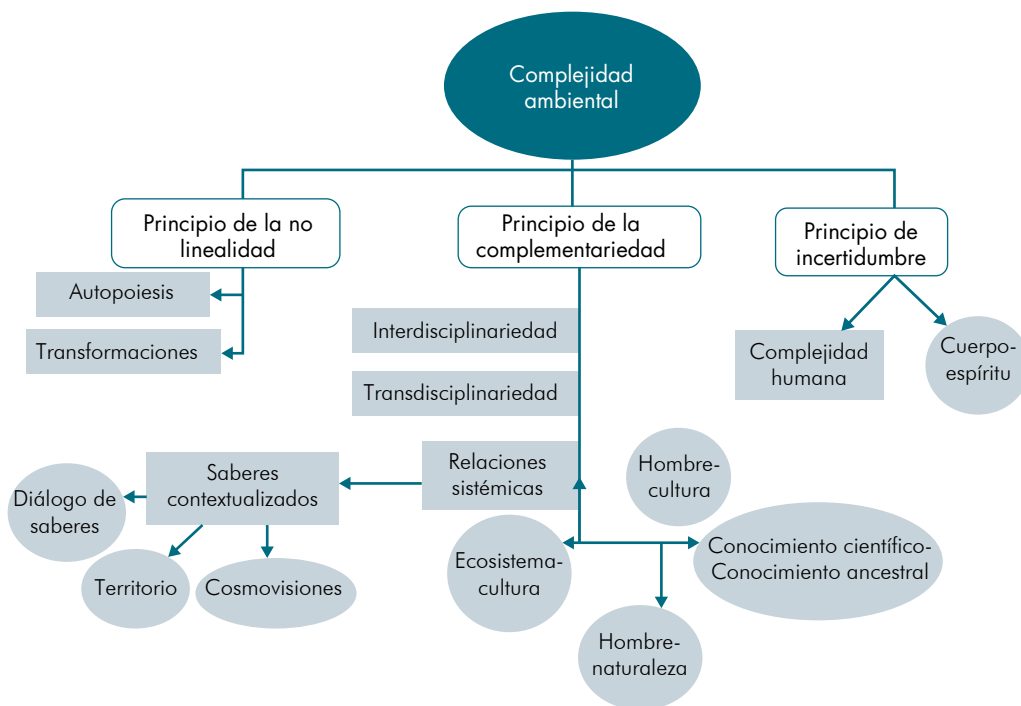 Complejidad
ambiental
Principio de la no
linealidad
Principio de la
complementariedad
Principio de
incertidumbre
Autopoiesis
Transformaciones
Interdisciplinariedad
Transdisciplinariedad
Complejidad
humana
Cuerpo-
espíritu
Relaciones
sistémicas
Saberes
contextualizados
Diálogo de
saberes
Territorio
Cosmovisiones
Hombre-
cultura
Ecosistema-
cultura
Conocimiento científico-
Conocimiento ancestral
Hombre-
naturaleza